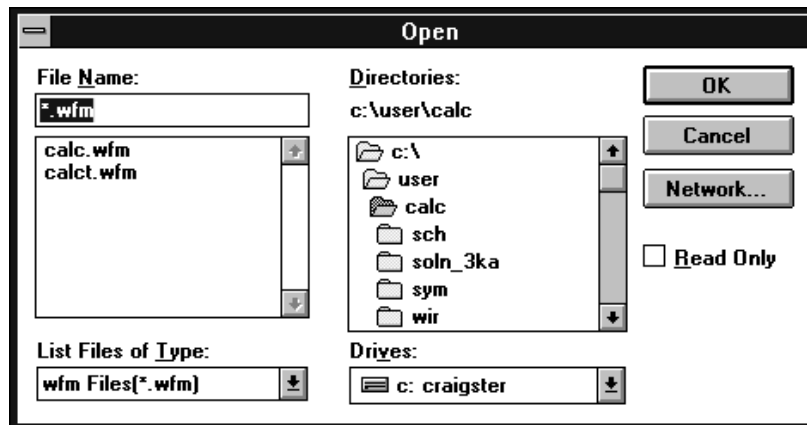 Open
File Name:
*.wfm
calc.wfm
calct.wfm
List Files of Type:
wfm Files(*.wfm)
Directories:
c:\user\calc
c:\
user
calc
sch
soln_3ka
sym
wir
Drives:
c: craigster
OK
Cancel
Network...
Read Only